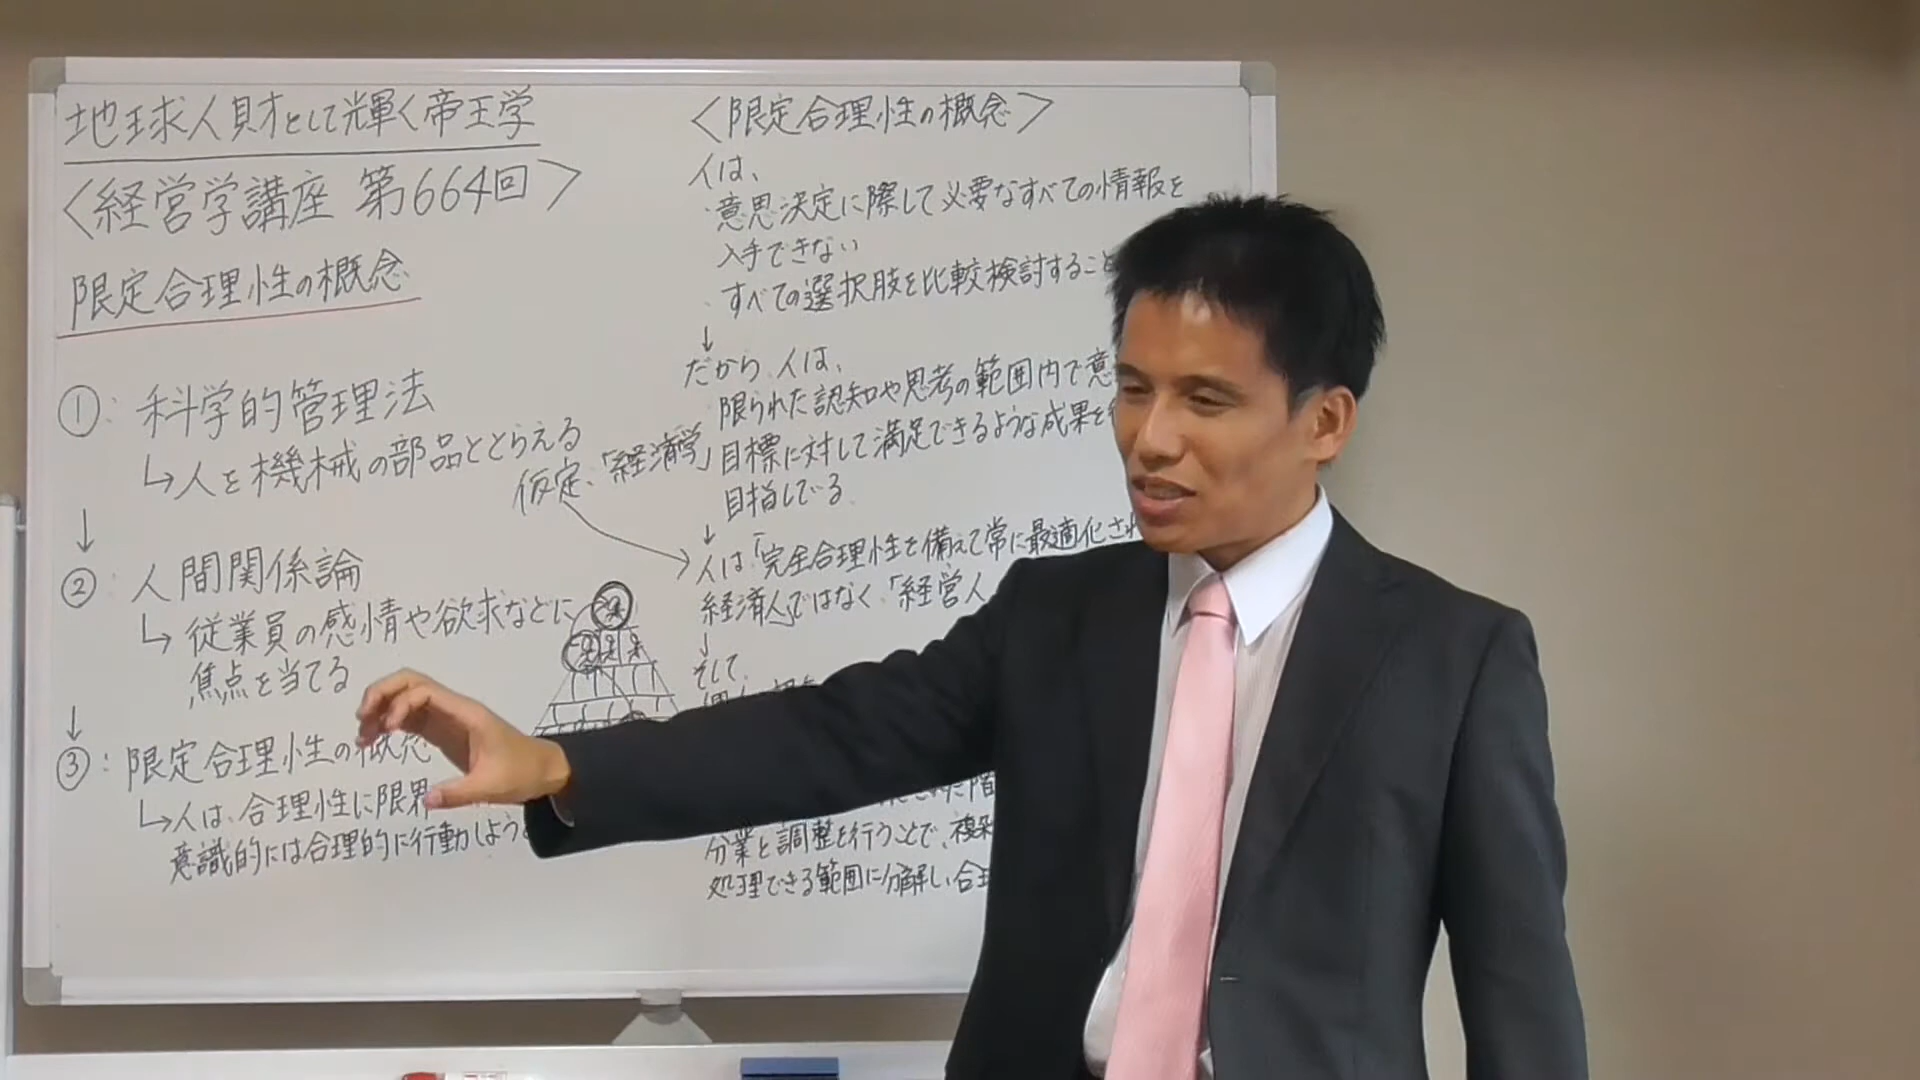 地球人財として輝く帝王学
〈経営学講座 第664回〉
限定合理性の概念
①: 科学的管理法
↳人を機械の部品ととらえる
↓
②: 人間関係論
↳従業員の感情や欲求などに
焦点を当てる
↓
③: 限定合理性の概念
↳人は、合理性に限界
意識的には合理的に行動しよう
仮定、「経済学」
〈限定合理性の概念〉
人は、
・意思決定に際して必要なすべての情報を
入手できない
・すべての選択肢を比較検討すること
↓
だから、人は、
限られた認知や思考の範囲内で意
目標に対して満足できるような成果を
目指している
↓
人は「完全合理性を備えて常に最適化され
経済人」ではなく、「経営人
↓
そして、
分業と調整を行うことで、複雑
処理できる範囲に分解し、合理